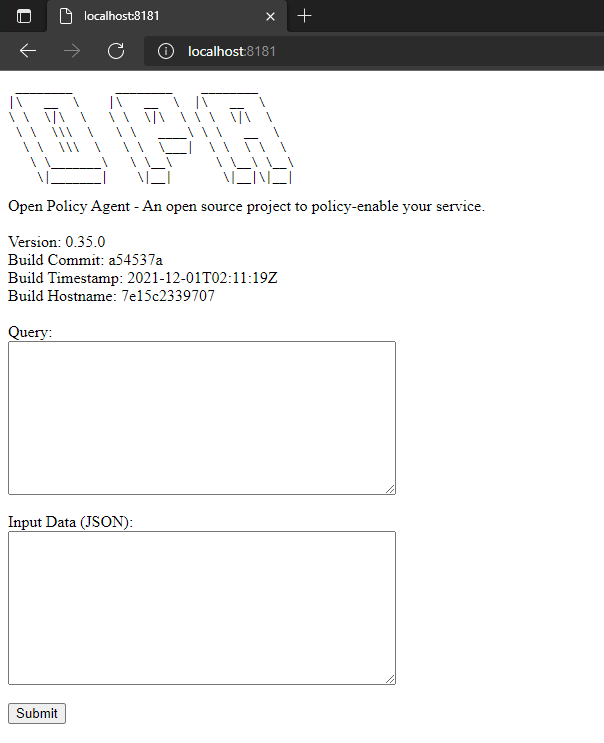 localhost:8181
localhost:8181
OPA
Open Policy Agent - An open source project to policy-enable your service.
Version: 0.35.0
Build Commit: a54537a
Build Timestamp: 2021-12-01T02:11:19Z
Build Hostname: 7e15c2339707
Query:
Input Data (JSON):
Submit